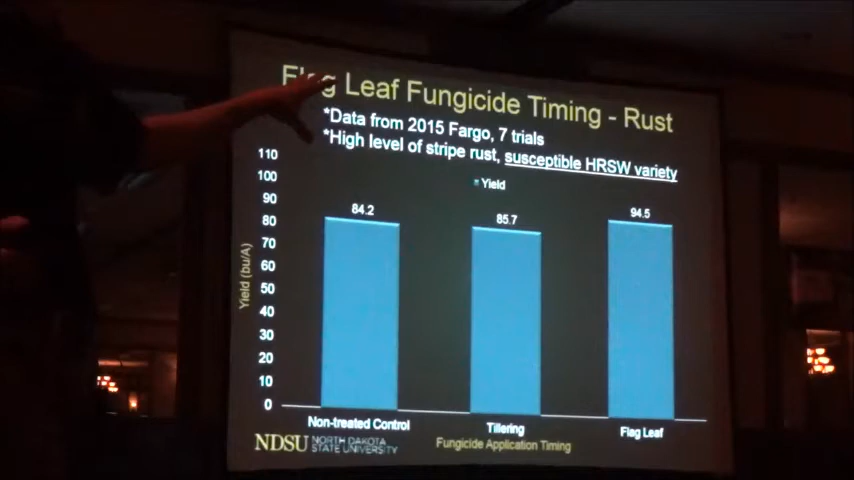 Flag Leaf Fungicide Timing - Rust
*Data from 2015 Fargo, 7 trials
*High level of stripe rust, susceptible HRSW variety
Yield
110
100
90
80
70
60
50
40
30
20
10
0
Yield (bu/A)
84.2
85.7
94.5
Non-treated Control
Tillering
Flag Leaf
Fungicide Application Timing
NDSU NORTH DAKOTA
STATE UNIVERSITY